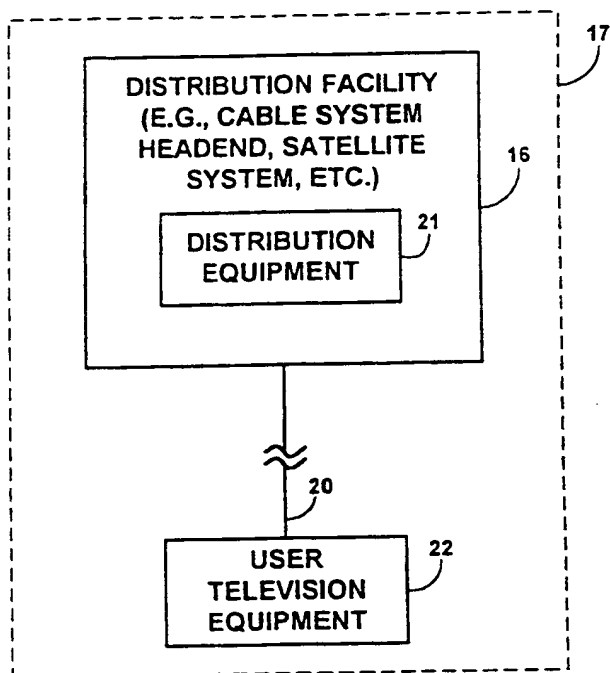 17
DISTRIBUTION FACILITY
(E.G., CABLE SYSTEM
HEADEND, SATELLITE
SYSTEM, ETC.)
16
21
DISTRIBUTION
EQUIPMENT
20
USER
TELEVISION
EQUIPMENT
22